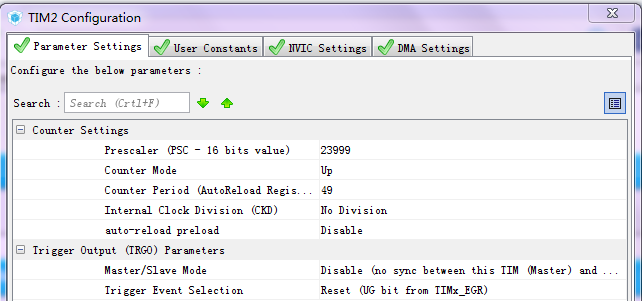 TIM2 Configuration
Parameter Settings User Constants NVIC Settings DMA Settings
Configure the below parameters :
Search : Search (Crtl+F)
Counter Settings
Prescaler (PSC - 16 bits value) 23999
Counter Mode Up
Counter Period (AutoReload Regis... 49
Internal Clock Division (CKD) No Division
auto-reload preload Disable
Trigger Output (TRGO) Parameters
Master/Slave Mode Disable (no sync between this TIM (Master) and ...
Trigger Event Selection Reset (UG bit from TIMx_EGR)